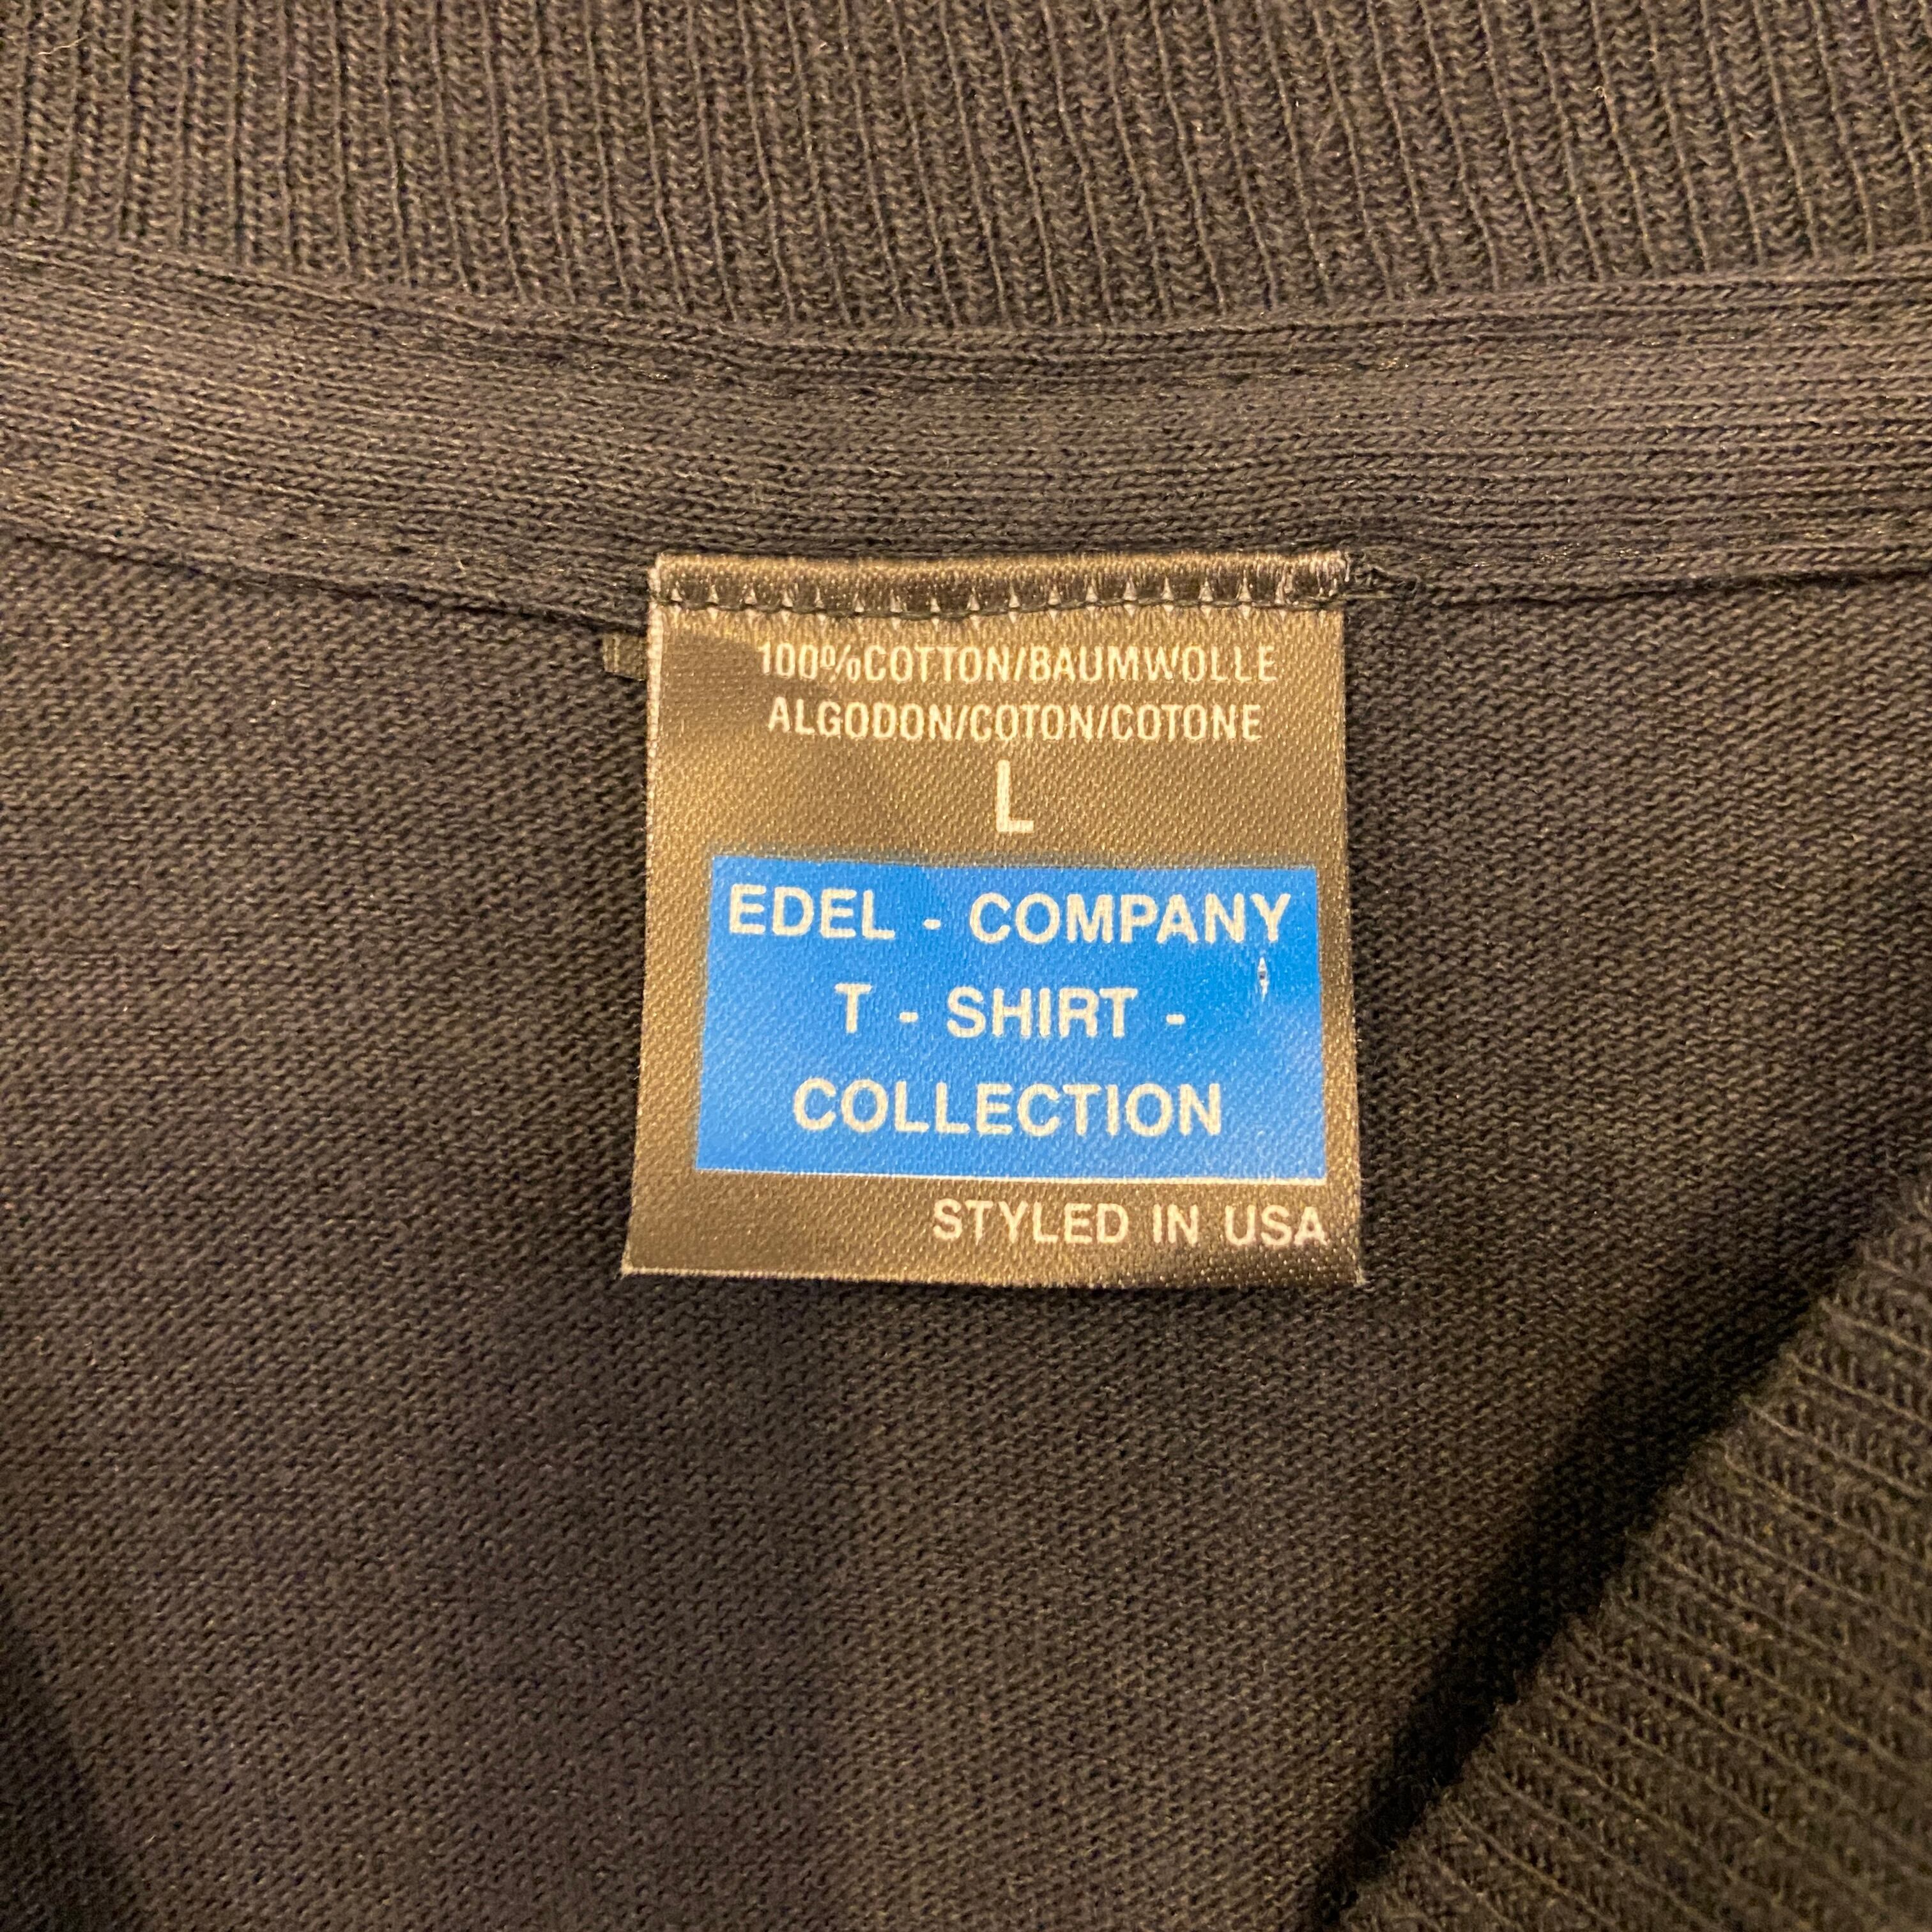 100%COTTON/BAUMWOLLE
ALGODON/COTON/COTONE
L
EDEL - COMPANY
T - SHIRT -
COLLECTION
STYLED IN USA